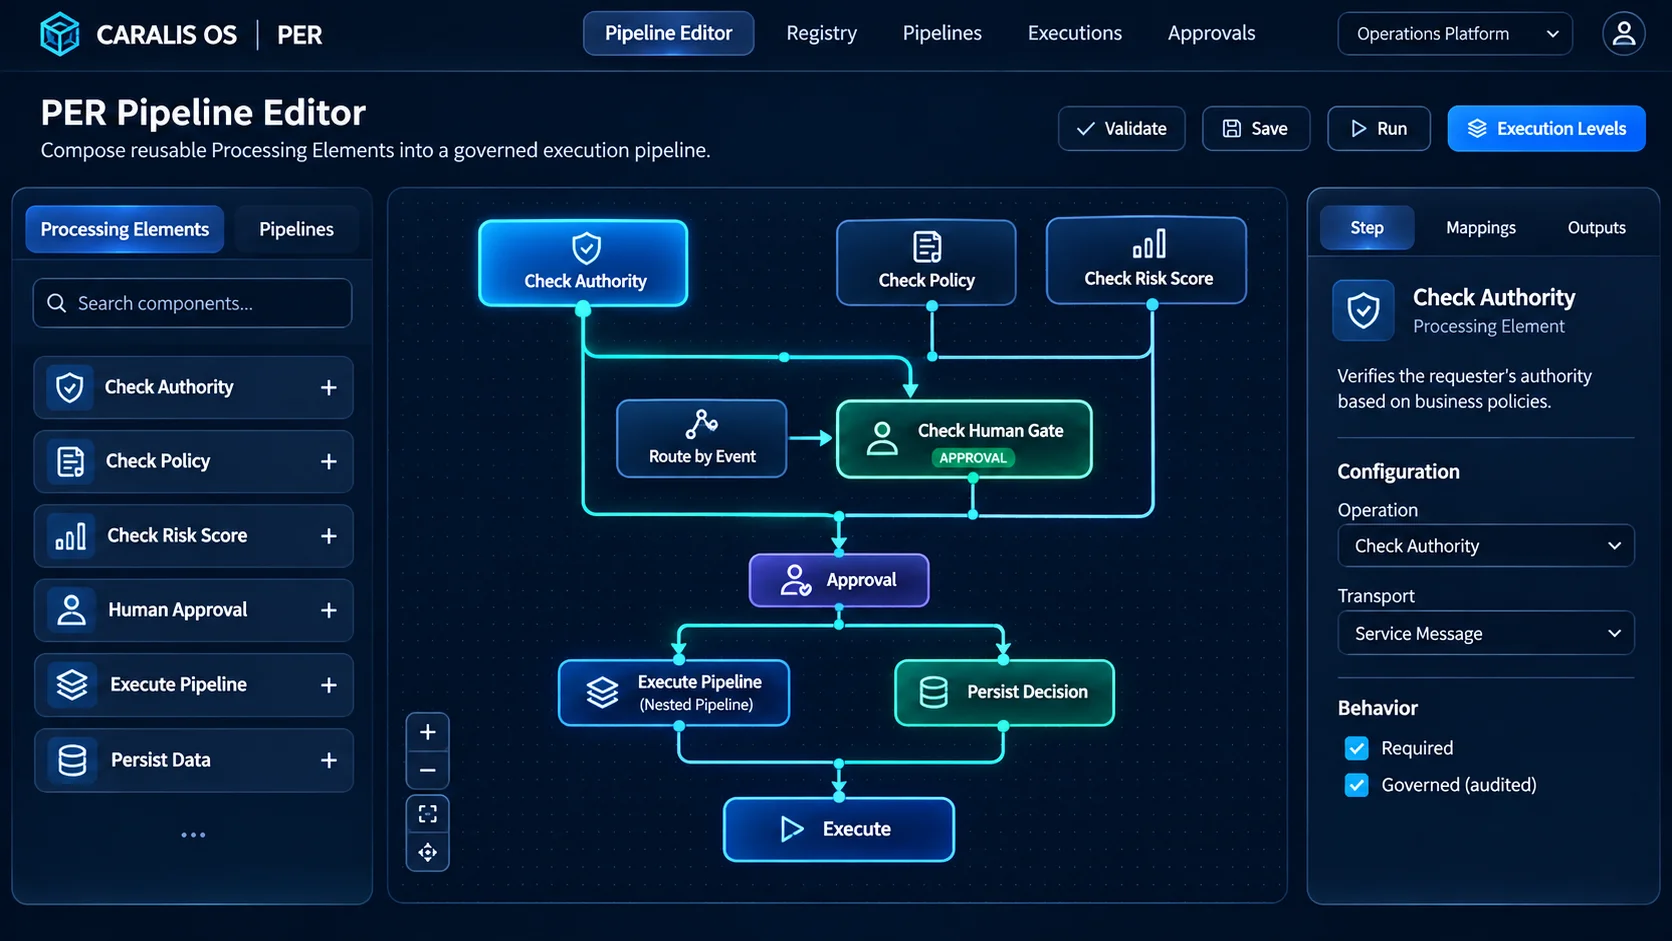 CARALIS OS | PER
Pipeline Editor
Registry
Pipelines
Executions
Approvals
Operations Platform
PER Pipeline Editor
Compose reusable Processing Elements into a governed execution pipeline.
Validate
Save
Run
Execution Levels
Processing Elements
Pipelines
Search components...
Check Authority
Check Policy
Check Risk Score
Human Approval
Execute Pipeline
Persist Data
Check Authority
Check Policy
Check Risk Score
Route by Event
Check Human Gate
APPROVAL
Approval
Execute Pipeline
(Nested Pipeline)
Persist Decision
Execute
Step
Mappings
Outputs
Check Authority
Processing Element
Verifies the requester's authority
based on business policies.
Configuration
Operation
Check Authority
Transport
Service Message
Behavior
Required
Governed (audited)